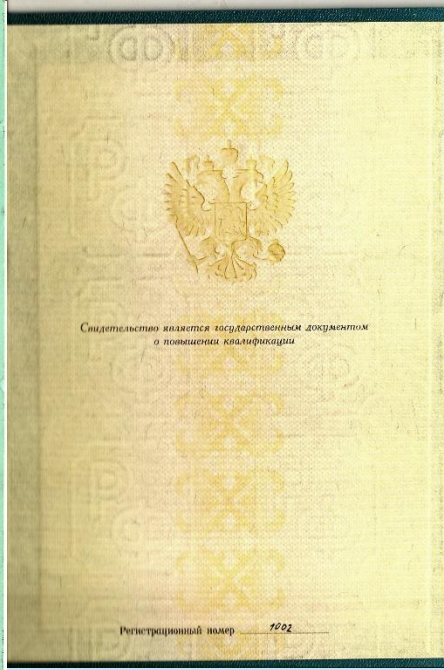 Свидетельство является государственным документом
о повышении квалификации
Регистрационный номер 1002